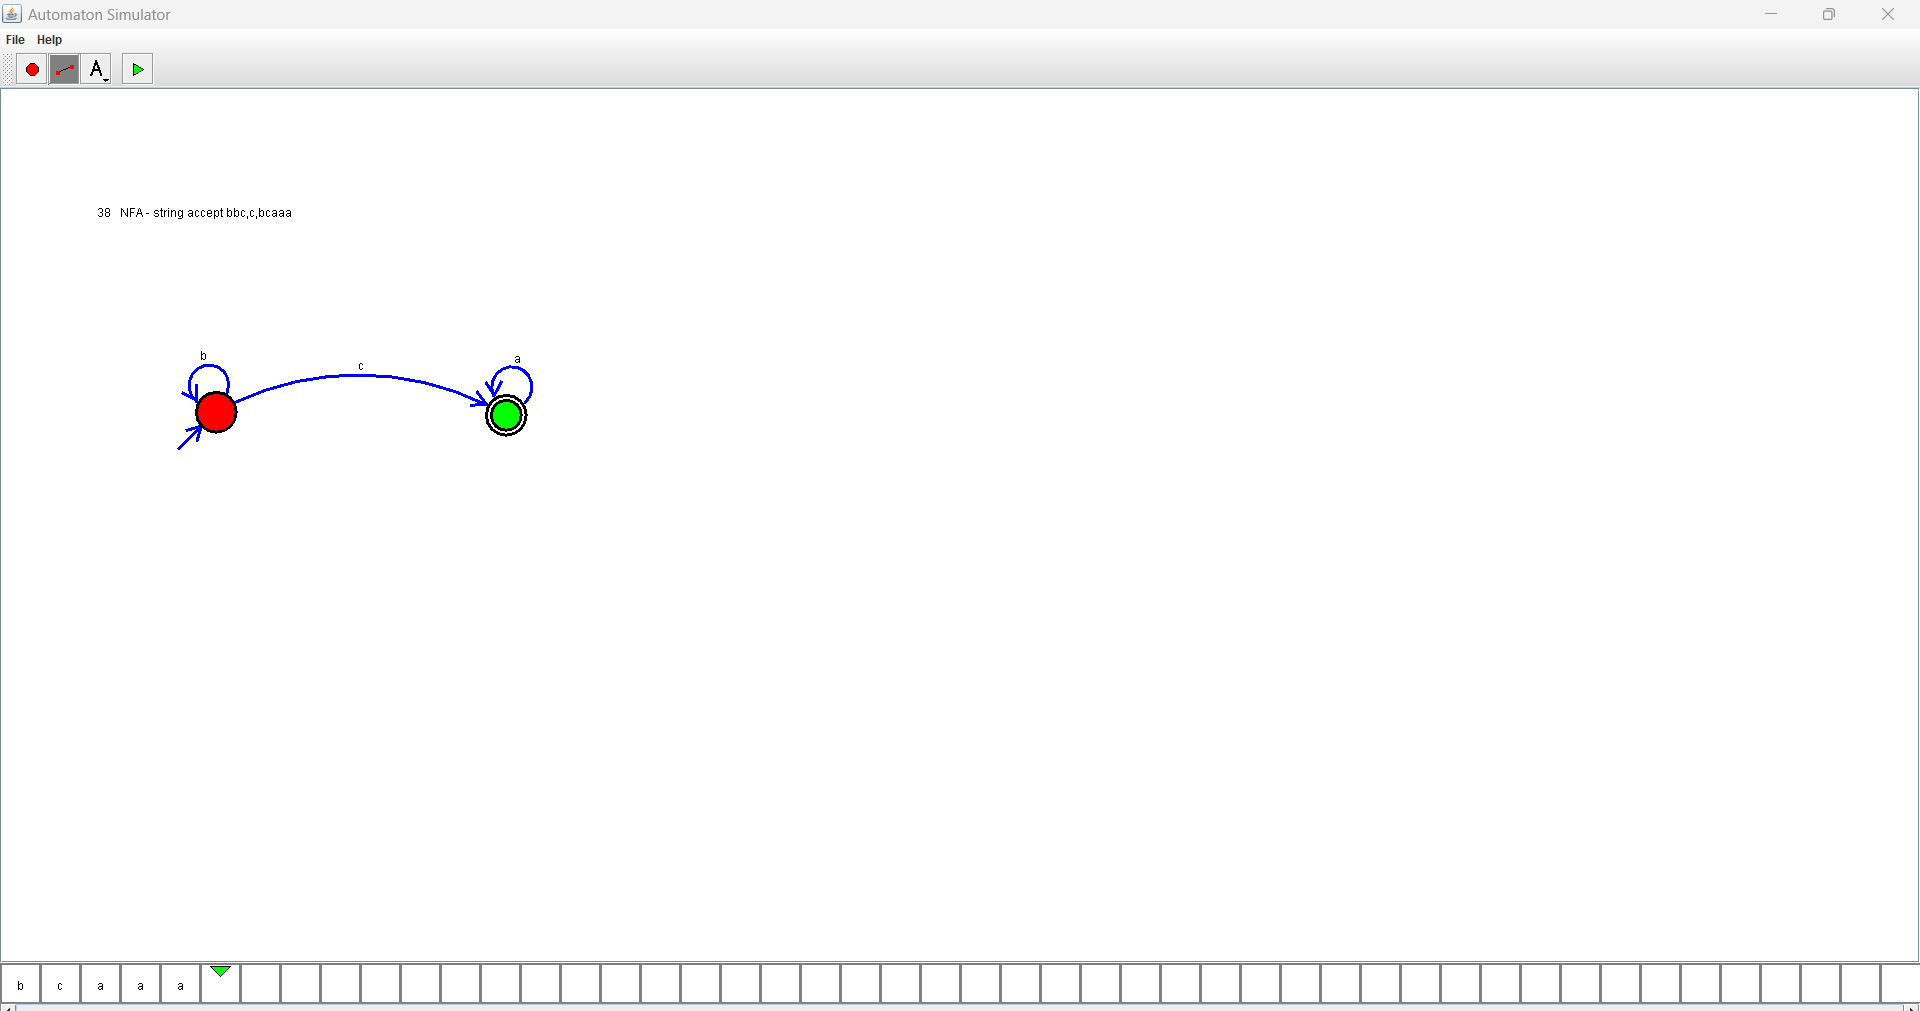 Automaton Simulator
File Help
A
38 NFA - string accept bbc,c,bcaaa
b
c
a
b c a a a